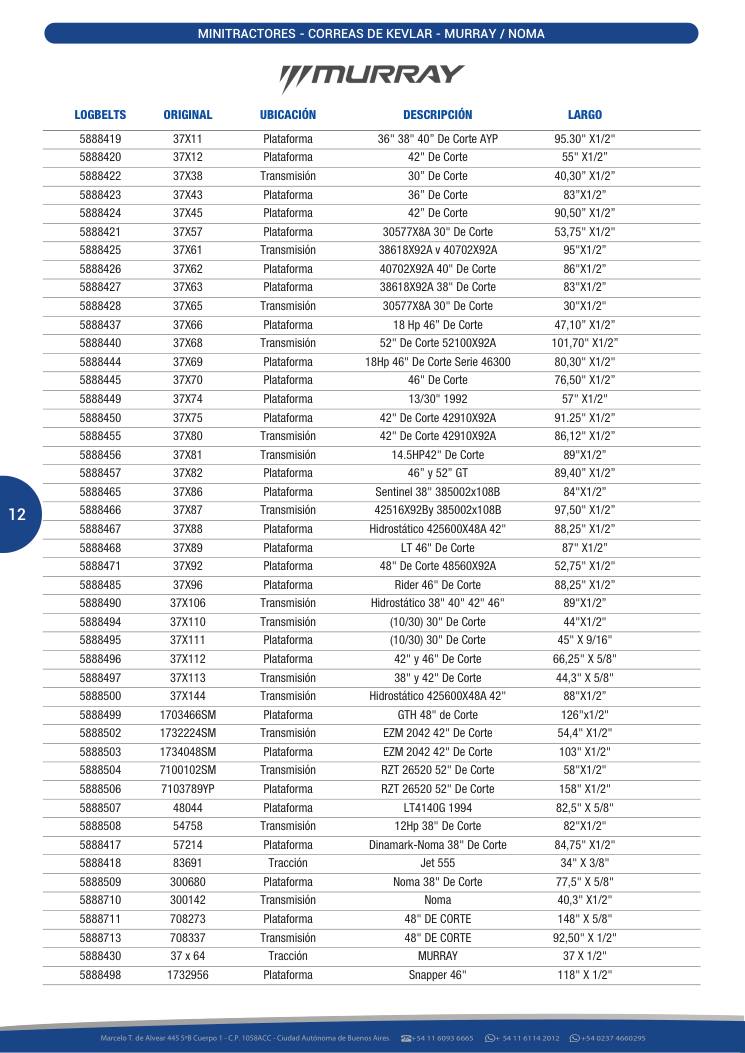 MINITRACTORES - CORREAS DE KEVLAR - MURRAY / NOMA
MURRAY
LOGBELTS ORIGINAL UBICACIÓN DESCRIPCIÓN LARGO
5888419 37X11 Plataforma 36" 38" 40” De Corte AYP 95.30" X1/2"
5888420 37X12 Plataforma 42" De Corte 55" X1/2”
5888422 37X38 Transmisión 30” De Corte 40,30” X1/2”
5888423 37X43 Plataforma 36” De Corte 83”X1/2”
5888424 37X45 Plataforma 42” De Corte 90,50” X1/2”
5888421 37X57 Plataforma 30577X8A 30" De Corte 53,75" X1/2"
5888425 37X61 Transmisión 38618X92A v 40702X92A 95"X1/2”
5888426 37X62 Plataforma 40702X92A 40" De Corte 86"X1/2”
5888427 37X63 Plataforma 38618X92A 38" De Corte 83"X1/2”
5888428 37X65 Transmisión 30577X8A 30" De Corte 30"X1/2"
5888437 37X66 Plataforma 18 Hp 46” De Corte 47,10” X1/2”
5888440 37X68 Transmisión 52" De Corte 52100X92A 101,70" X1/2”
5888444 37X69 Plataforma 18Hp 46" De Corte Serie 46300 80,30" X1/2"
5888445 37X70 Plataforma 46" De Corte 76,50" X1/2”
5888449 37X74 Plataforma 13/30" 1992 57" X1/2"
5888450 37X75 Plataforma 42" De Corte 42910X92A 91.25" X1/2”
5888455 37X80 Transmisión 42" De Corte 42910X92A 86,12" X1/2”
5888456 37X81 Transmisión 14.5HP42" De Corte 89"X1/2”
5888457 37X82 Plataforma 46” y 52” GT 89,40” X1/2”
5888465 37X86 Plataforma Sentinel 38" 385002x108B 84"X1/2”
5888466 37X87 Transmisión 42516X92By 385002x108B 97,50" X1/2”
5888467 37X88 Plataforma Hidrostático 425600X48A 42" 88,25" X1/2”
5888468 37X89 Plataforma LT 46" De Corte 87" X1/2”
5888471 37X92 Plataforma 48" De Corte 48560X92A 52,75" X1/2"
5888485 37X96 Plataforma Rider 46" De Corte 88,25" X1/2”
5888490 37X106 Transmisión Hidrostático 38" 40" 42" 46" 89"X1/2”
5888494 37X110 Transmisión (10/30) 30" De Corte 44"X1/2”
5888495 37X111 Plataforma (10/30) 30" De Corte 45" X 9/16"
5888496 37X112 Plataforma 42" y 46" De Corte 66,25" X 5/8"
5888497 37X113 Transmisión 38" y 42" De Corte 44,3" X 5/8"
5888500 37X144 Transmisión Hidrostático 425600X48A 42" 88"X1/2”
5888499 1703466SM Plataforma GTH 48" de Corte 126"x1/2"
5888502 1732224SM Transmisión EZM 2042 42" De Corte 54,4" X1/2"
5888503 1734048SM Plataforma EZM 2042 42" De Corte 103" X1/2"
5888504 7100102SM Transmisión RZT 26520 52" De Corte 58"X1/2"
5888506 7103789YP Plataforma RZT 26520 52" De Corte 158" X1/2"
5888507 48044 Plataforma LT4140G 1994 82,5" X 5/8"
5888508 54758 Transmisión 12Hp 38" De Corte 82"X1/2"
5888417 57214 Plataforma Dinamark-Noma 38" De Corte 84,75" X1/2"
5888418 83691 Tracción Jet 555 34" X 3/8"
5888509 300680 Plataforma Noma 38" De Corte 77,5" X 5/8"
5888710 300142 Transmisión Noma 40,3" X1/2"
5888711 708273 Plataforma 48" DE CORTE 148" X 5/8"
5888713 708337 Transmisión 48" DE CORTE 92,50" X 1/2"
5888430 37 x 64 Tracción MURRAY 37 X 1/2"
5888498 1732956 Plataforma Snapper 46" 118" X 1/2"
12
Marcelo T. de Alvear 445 5ºB Cuerpo 1 - C.P. 1058ACC - Ciudad Autónoma de Buenos Aires. +54 11 6093 6665 + 54 11 6114 2012 +54 0237 4660295